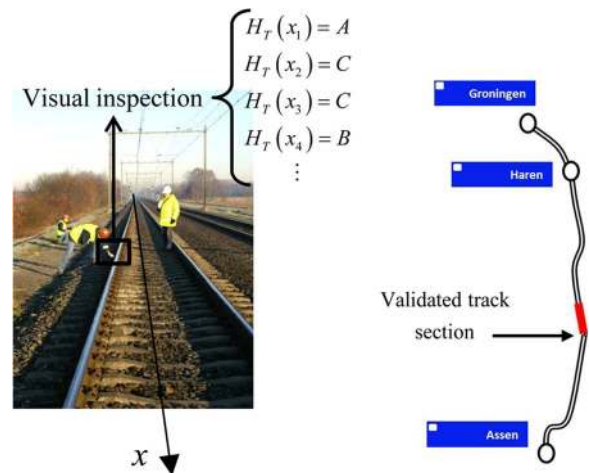 H_T(x_1)=A
H_T(x_2)=C
Visual inspection
H_T(x_3)=C
H_T(x_4)=B
⋮
x
Groningen
Haren
Validated track
section
Assen